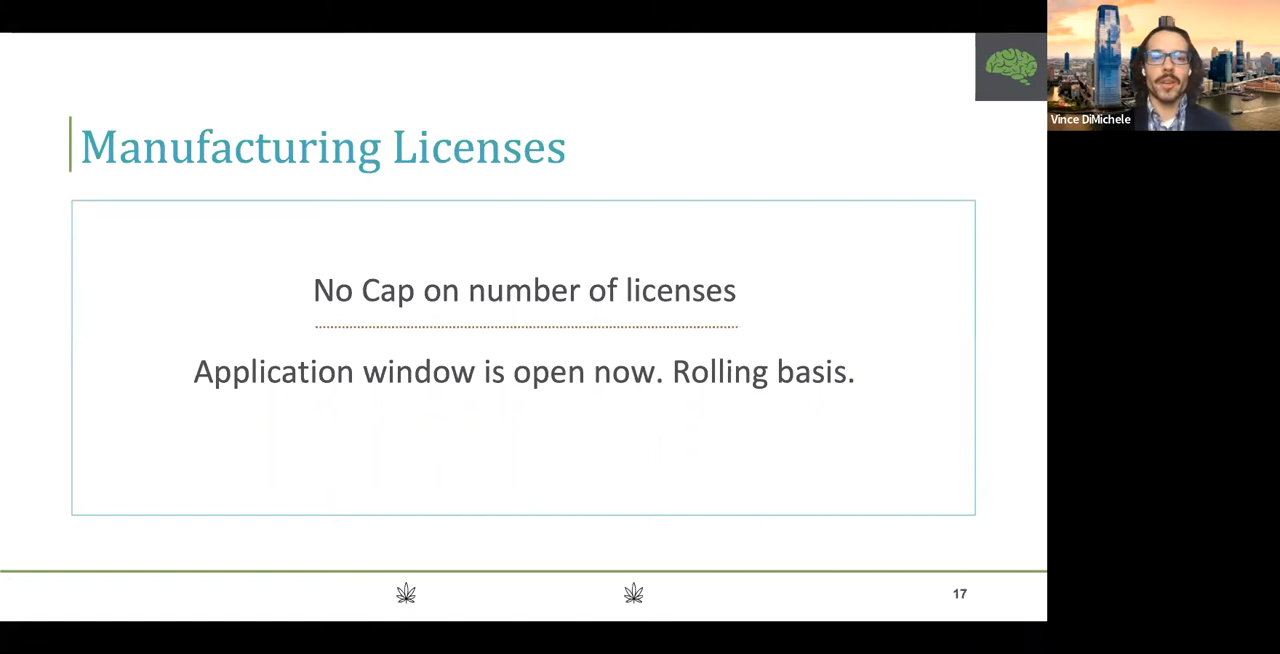 Vince DiMichele
Manufacturing Licenses
No Cap on number of licenses
Application window is open now. Rolling basis.
17